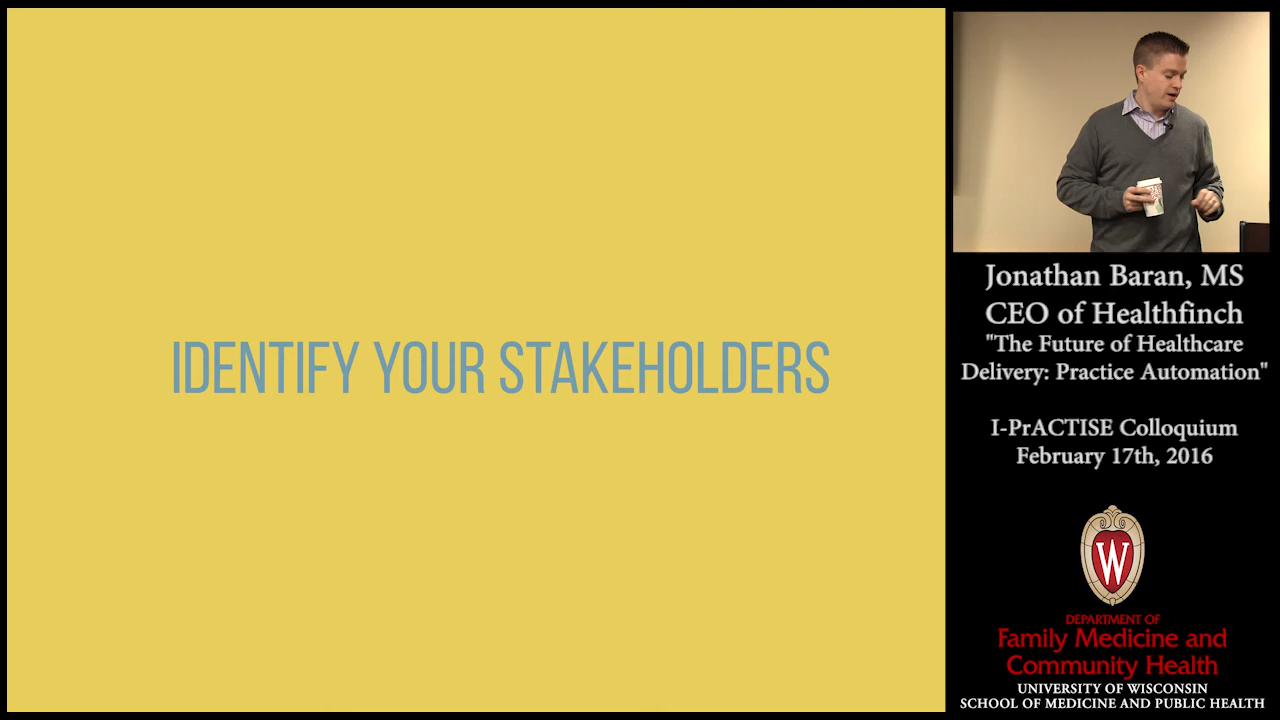 IDENTIFY YOUR STAKEHOLDERS
Jonathan Baran, MS
CEO of Healthfinch
"The Future of Healthcare
Delivery: Practice Automation"
I-PrACTISE Colloquium
February 17th, 2016
W
DEPARTMENT OF
Family Medicine and
Community Health
UNIVERSITY OF WISCONSIN
SCHOOL OF MEDICINE AND PUBLIC HEALTH